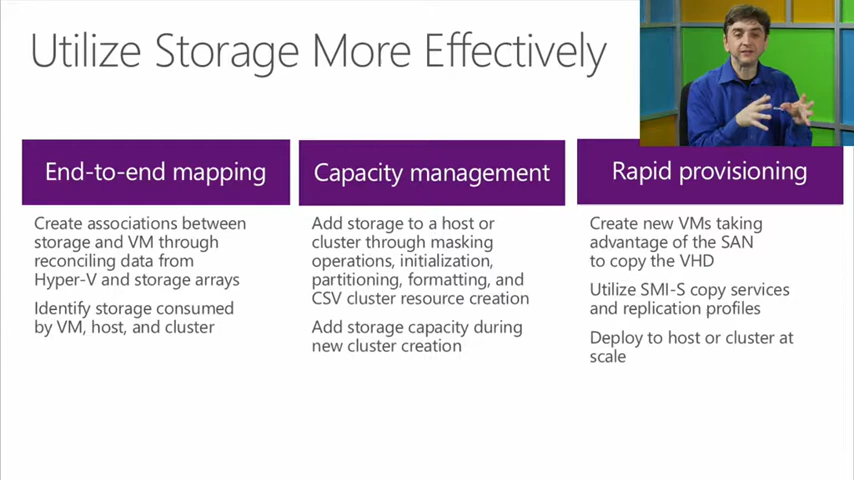 Utilize Storage More Effectively
End-to-end mapping
Create associations between
storage and VM through
reconciling data from
Hyper-V and storage arrays
Identify storage consumed
by VM, host, and cluster
Capacity management
Add storage to a host or
cluster through masking
operations, initialization,
partitioning, formatting, and
CSV cluster resource creation
Add storage capacity during
new cluster creation
Rapid provisioning
Create new VMs taking
advantage of the SAN
to copy the VHD
Utilize SMI-S copy services
and replication profiles
Deploy to host or cluster at
scale